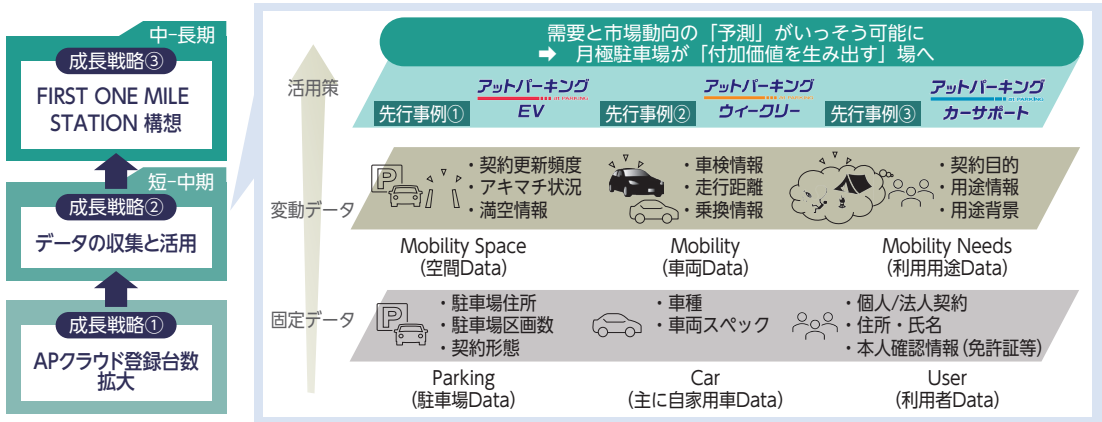 中-長期
成長戦略③
FIRST ONE MILE
STATION 構想
短-中期
成長戦略②
データの収集と活用
成長戦略①
APクラウド登録台数
拡大
需要と市場動向の「予測」がいっそう可能に
➡ 月極駐車場が「付加価値を生み出す」場へ
活用策
先行事例①
アットパーキング
at PARKING
EV
先行事例②
アットパーキング
at PARKING
ウィークリー
先行事例③
アットパーキング
at PARKING
カーサポート
変動データ
P
・契約更新頻度
・アキマチ状況
・満空情報
・車検情報
・走行距離
・乗換情報
・契約目的
・用途情報
・用途背景
Mobility Space
(空間Data)
Mobility
(車両Data)
Mobility Needs
(利用用途Data)
固定データ
P
・駐車場住所
・駐車場区画数
・契約形態
・車種
・車両スペック
・個人/法人契約
・住所・氏名
・本人確認情報(免許証等)
Parking
(駐車場Data)
Car
(主に自家用車Data)
User
(利用者Data)